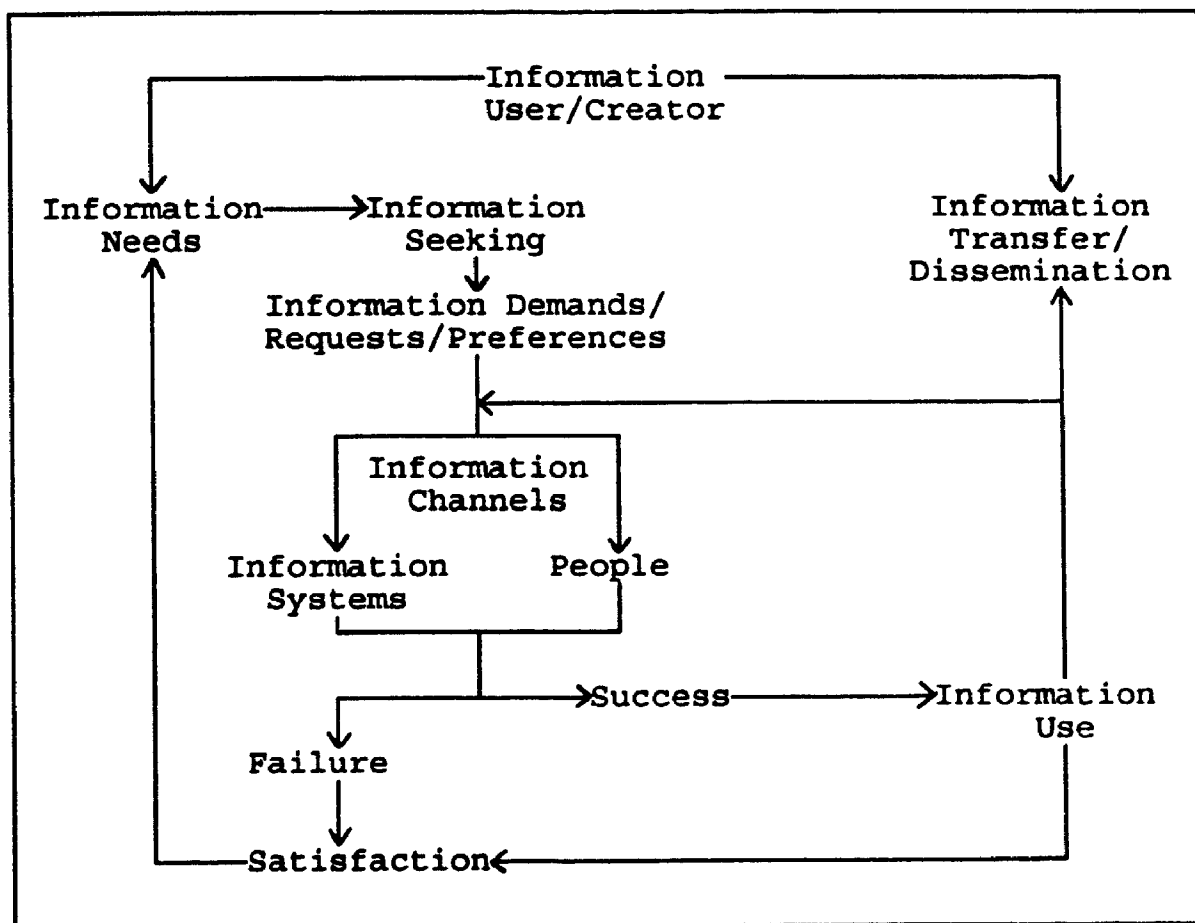 Information
User/Creator
Information
Needs
Information
Seeking
Information
Transfer/
Dissemination
Information Demands/
Requests/Preferences
Information
Channels
Information
Systems
People
Success
Information
Use
Failure
Satisfaction